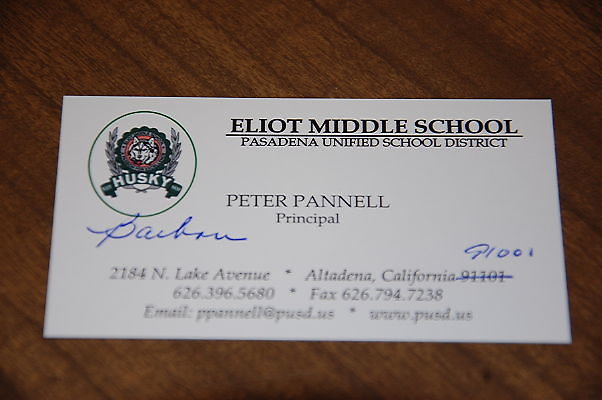 ELIOT MIDDLE SCHOOL
PASADENA UNIFIED SCHOOL DISTRICT
HUSKY
PETER PANNELL
Principal
91001
2184 N. Lake Avenue * Altadena, California 91101
626.396.5680 * Fax 626.794.7238
Email: ppannell@pusd.us * www.pusd.us